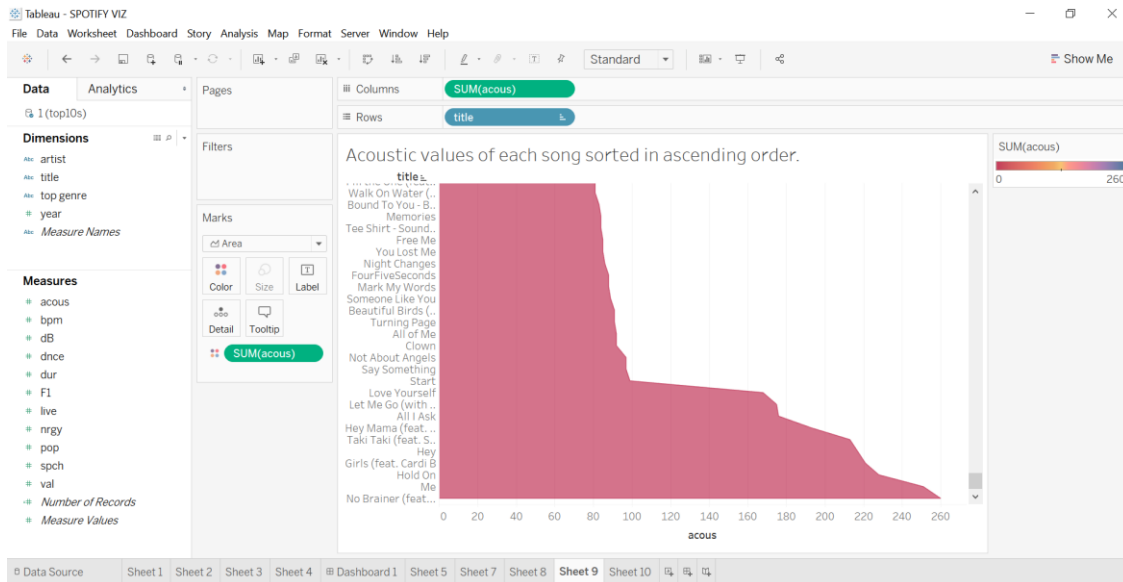 Tableau - SPOTIFY VIZ
File Data Worksheet Dashboard Story Analysis Map Format Server Window Help
Standard
Show Me
Data
Analytics
1 (top10s)
Dimensions
Abc artist
Abc title
Abc top genre
# year
Abc Measure Names
Measures
# acous
# bpm
# dB
# dnce
# dur
# F1
# live
# nrgy
# pop
# spch
# val
=# Number of Records
# Measure Values
Pages
Filters
Marks
Area
Color
Size
Label
Detail
Tooltip
SUM(acous)
Columns
SUM(acous)
Rows
title
Acoustic values of each song sorted in ascending order.
title
Walk On Water (..
Bound To You - B..
Memories
Tee Shirt - Sound..
Free Me
You Lost Me
Night Changes
FourFiveSeconds
Mark My Words
Someone Like You
Beautiful Birds (..
Turning Page
All of Me
Clown
Not About Angels
Say Something
Start
Love Yourself
Let Me Go (with ..
All I Ask
Hey Mama (feat. ..
Taki Taki (feat. S..
Hey
Girls (feat. Cardi B
Hold On
Me
No Brainer (feat...
0 20 40 60 80 100 120 140 160 180 200 220 240 260
acous
SUM(acous)
0 260
Data Source
Sheet 1
Sheet 2
Sheet 3
Sheet 4
Dashboard 1
Sheet 5
Sheet 7
Sheet 8
Sheet 9
Sheet 10